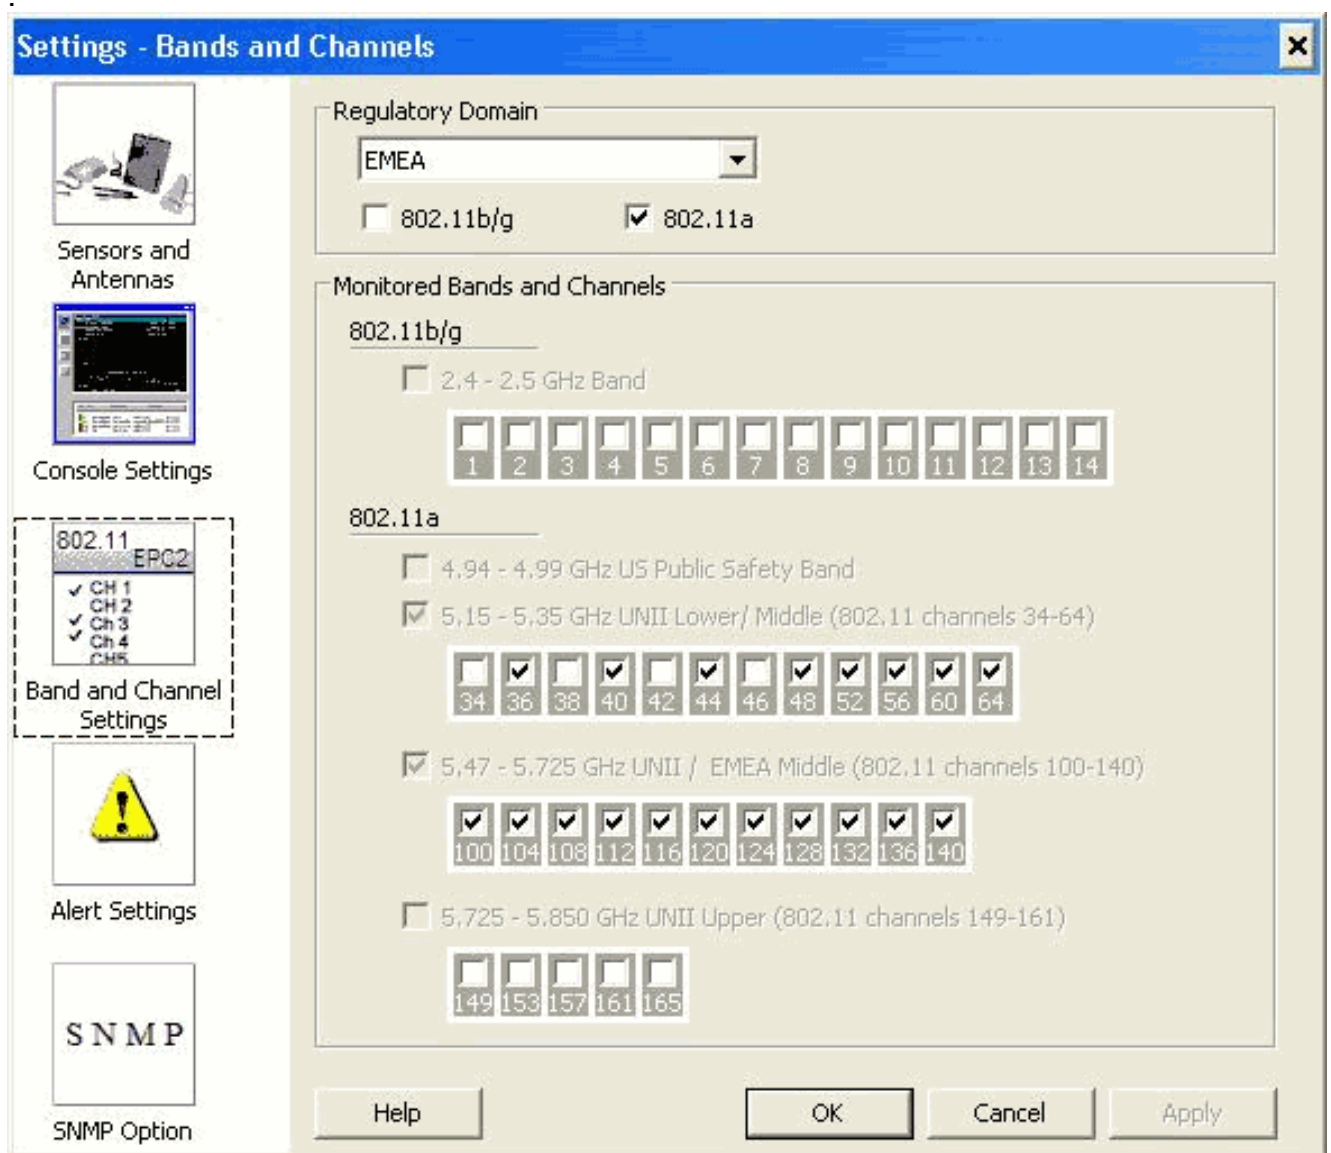 .
Settings - Bands and Channels
Sensors and
Antennas
Console Settings
802.11
EPC2
CH 1
CH 2
Ch 3
Ch 4
CH5
Band and Channel
Settings
Alert Settings
S N M P
SNMP Option
Regulatory Domain
EMEA
802.11b/g
802.11a
Monitored Bands and Channels
802.11b/g
2.4 - 2.5 GHz Band
1 2 3 4 5 6 7 8 9 10 11 12 13 14
802.11a
4.94 - 4.99 GHz US Public Safety Band
5.15 - 5.35 GHz UNII Lower/ Middle (802.11 channels 34-64)
34 36 38 40 42 44 46 48 52 56 60 64
5.47 - 5.725 GHz UNII / EMEA Middle (802.11 channels 100-140)
100 104 108 112 116 120 124 128 132 136 140
5.725 - 5.850 GHz UNII Upper (802.11 channels 149-161)
149 153 157 161 165
Help
OK
Cancel
Apply